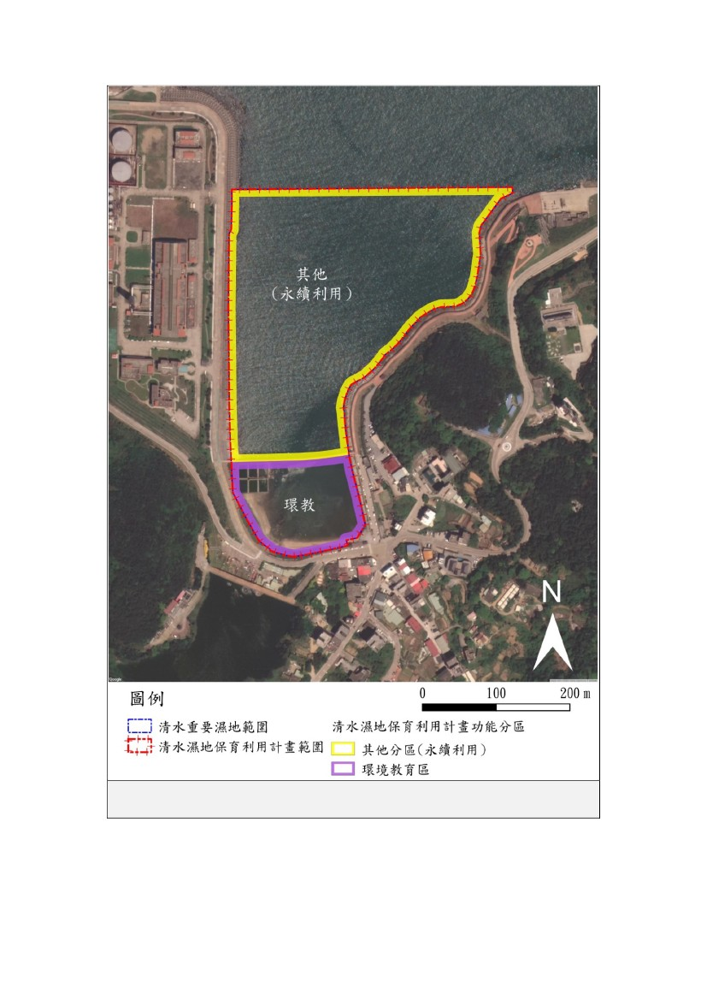 其他
(永續利用)
環教
N
Google
圖例
0 100 200 m
清水重要濕地範圍
清水濕地保育利用計畫範圍
清水濕地保育利用計畫功能分區
其他分區(永續利用)
環境教育區